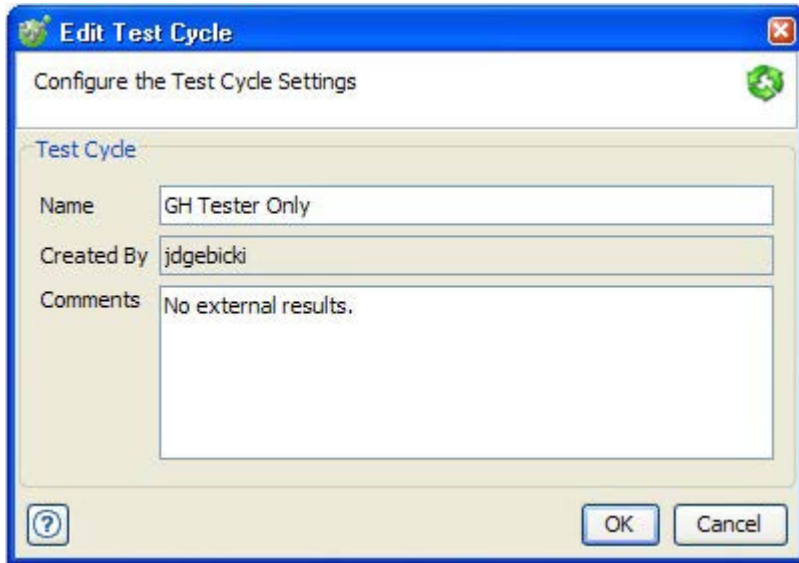 Edit Test Cycle
Configure the Test Cycle Settings
Test Cycle
Name GH Tester Only
Created By jdgebicki
Comments No external results.
? OK Cancel